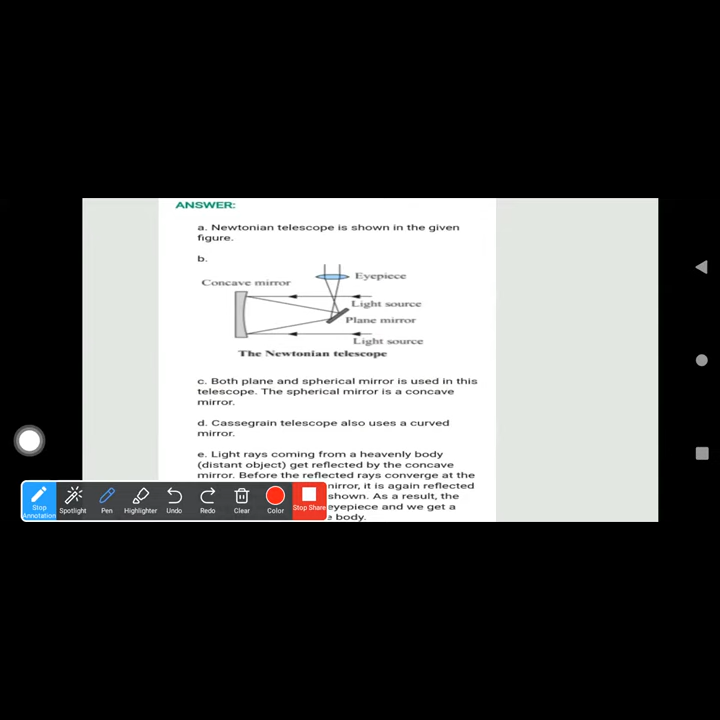 ANSWER:
a. Newtonian telescope is shown in the given
figure.
b.
Eyepiece
Concave mirror
Light source
Plane mirror
Light source
The Newtonian telescope
c. Both plane and spherical mirror is used in this
telescope. The spherical mirror is a concave
mirror.
d. Cassegrain telescope also uses a curved
mirror.
e. Light rays coming from a heavenly body
(distant object) get reflected by the concave
mirror. Before the reflected rays converge at the
mirror, it is again reflected
shown. As a result, the
eyepiece and we get a
body.
Stop Annotation
Spotlight
Pen
Highlighter
Undo
Redo
Clear
Color
Stop Share